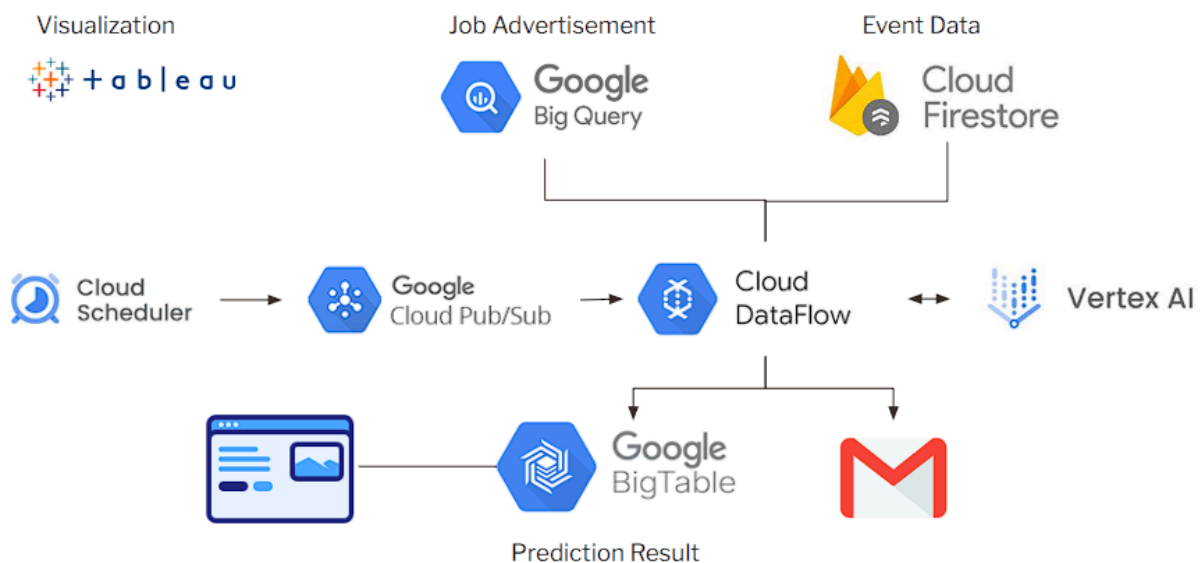 Visualization
Job Advertisement
Event Data
+ableau
Google
Big Query
Cloud
Firestore
Cloud
Scheduler
Google
Cloud Pub/Sub
Cloud
DataFlow
Vertex AI
Google
BigTable
Prediction Result